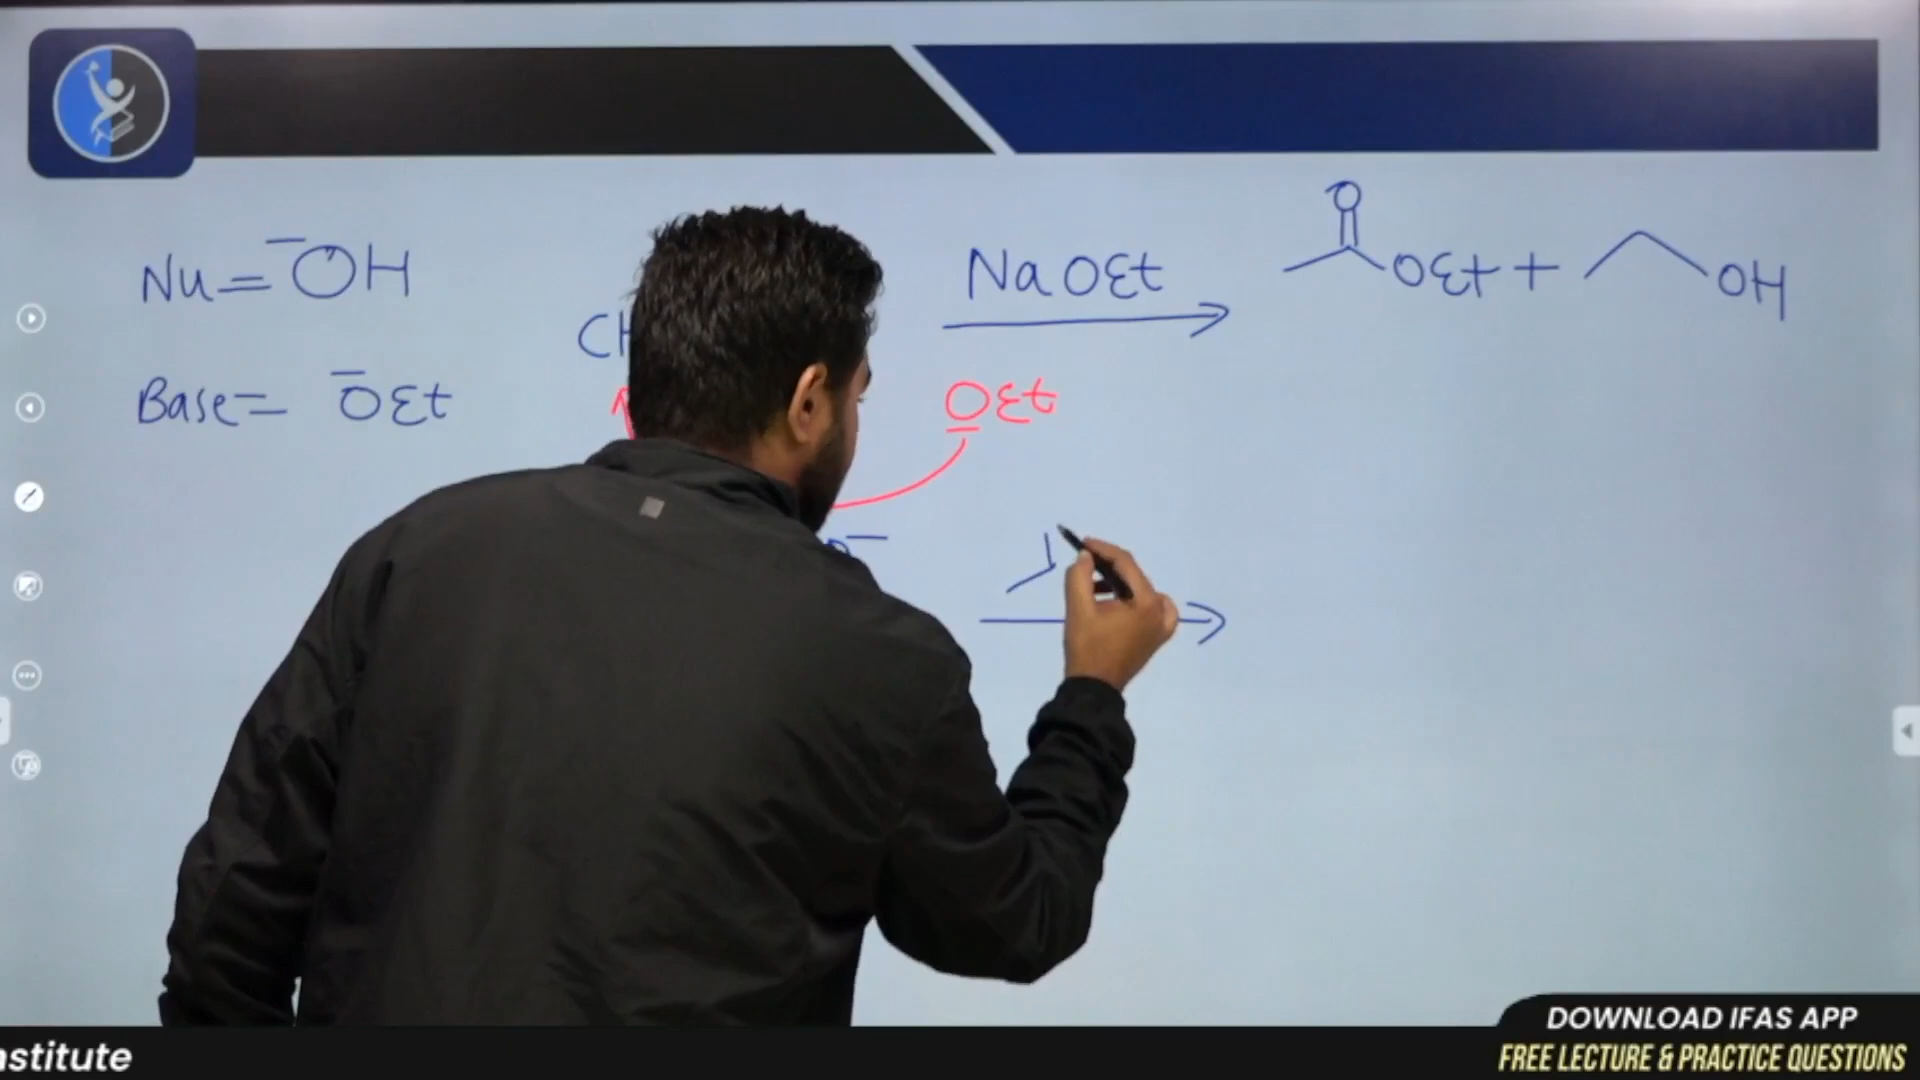 Nu = ⁻OH
CH
NaOEt
O
OEt + OH
Base = ⁻OEt
OEt
O⁻
DOWNLOAD IFAS APP
nstitute
FREE LECTURE & PRACTICE QUESTIONS